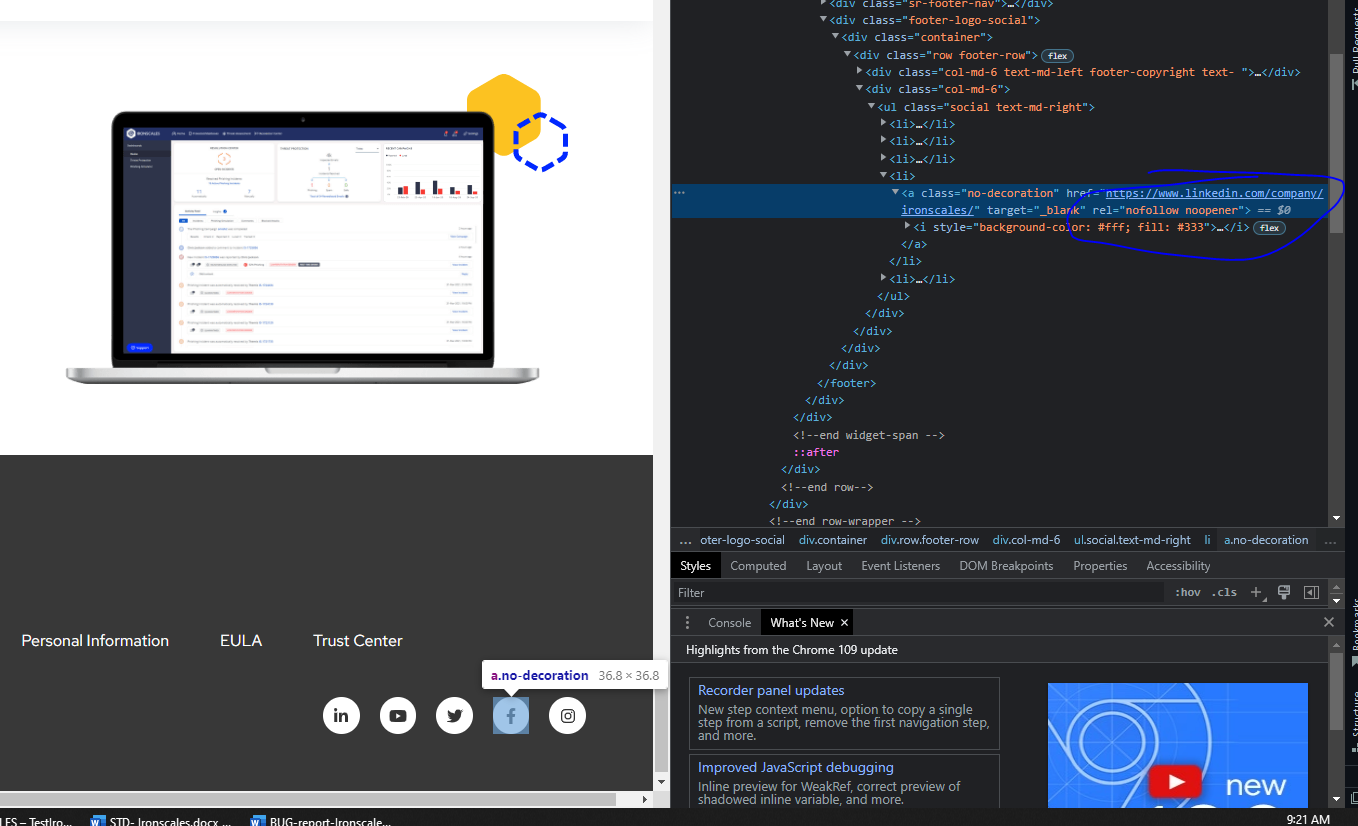 <div class="sr-footer-nav">…</div>
<div class="footer-logo-social">
<div class="container">
<div class="row footer-row"> flex
<div class="col-md-6 text-md-left footer-copyright text- ">…</div>
<div class="col-md-6">
<ul class="social text-md-right">
<li>…</li>
<li>…</li>
<li>…</li>
<li>
<a class="no-decoration" href="https://www.linkedin.com/company/
ironscales/" target="_blank" rel="nofollow noopener"> == $0
<i style="background-color: #fff; fill: #333">…</i> flex
</a>
</li>
<li>…</li>
</ul>
</div>
</div>
</div>
</div>
</footer>
</div>
</div>
<!--end widget-span -->
::after
</div>
<!--end row-->
</div>
<!--end row-wrapper -->
IRONSCALES
Support
Personal Information EULA Trust Center
a.no-decoration 36.8 × 36.8
... oter-logo-social div.container div.row.footer-row div.col-md-6 ul.social.text-md-right li a.no-decoration ...
Styles Computed Layout Event Listeners DOM Breakpoints Properties Accessibility
Filter :hov .cls
Console What's New
Highlights from the Chrome 109 update
Recorder panel updates
New step context menu, option to copy a single
step from a script, remove the first navigation step,
and more.
Improved JavaScript debugging
Inline preview for WeakRef, correct preview of
shadowed inline variable, and more.
new
Pull Requests
Bookmarks
Structure
LES – TestIro... STD- Ironscales.docx ... BUG-report-Ironscale...
9:21 AM